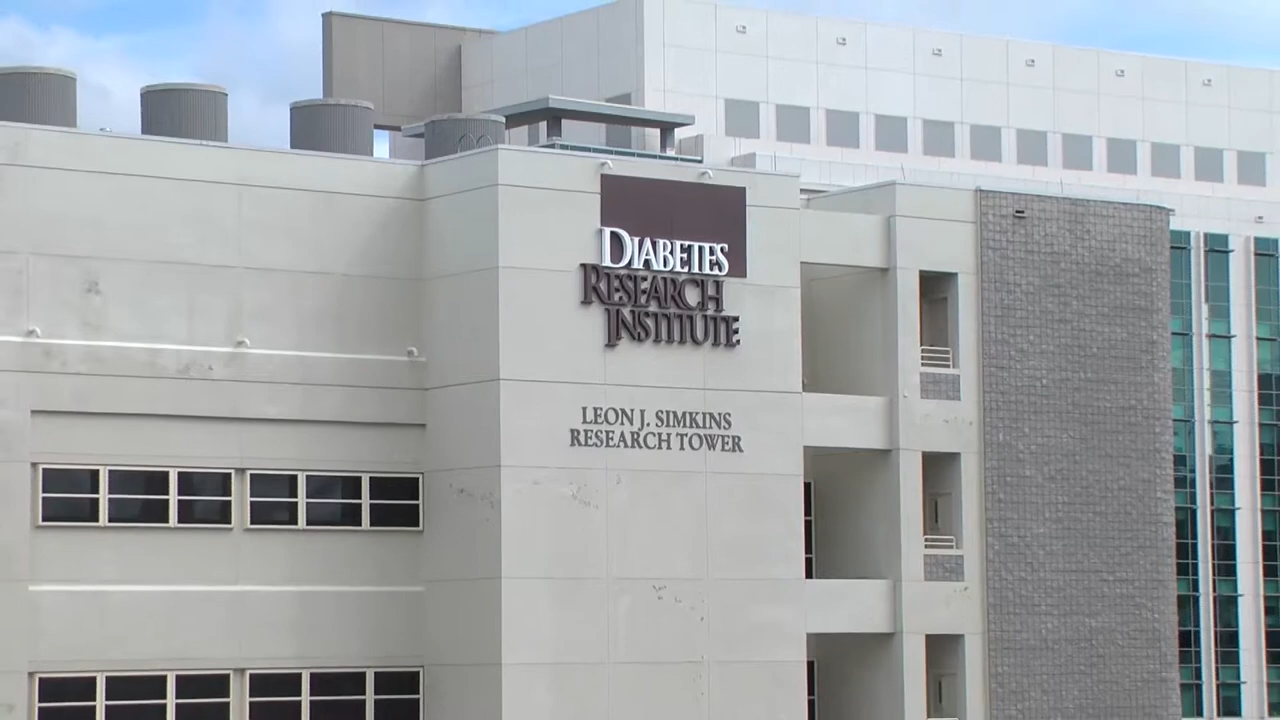 DIABETES
RESEARCH
INSTITUTE
LEON J. SIMKINS
RESEARCH TOWER